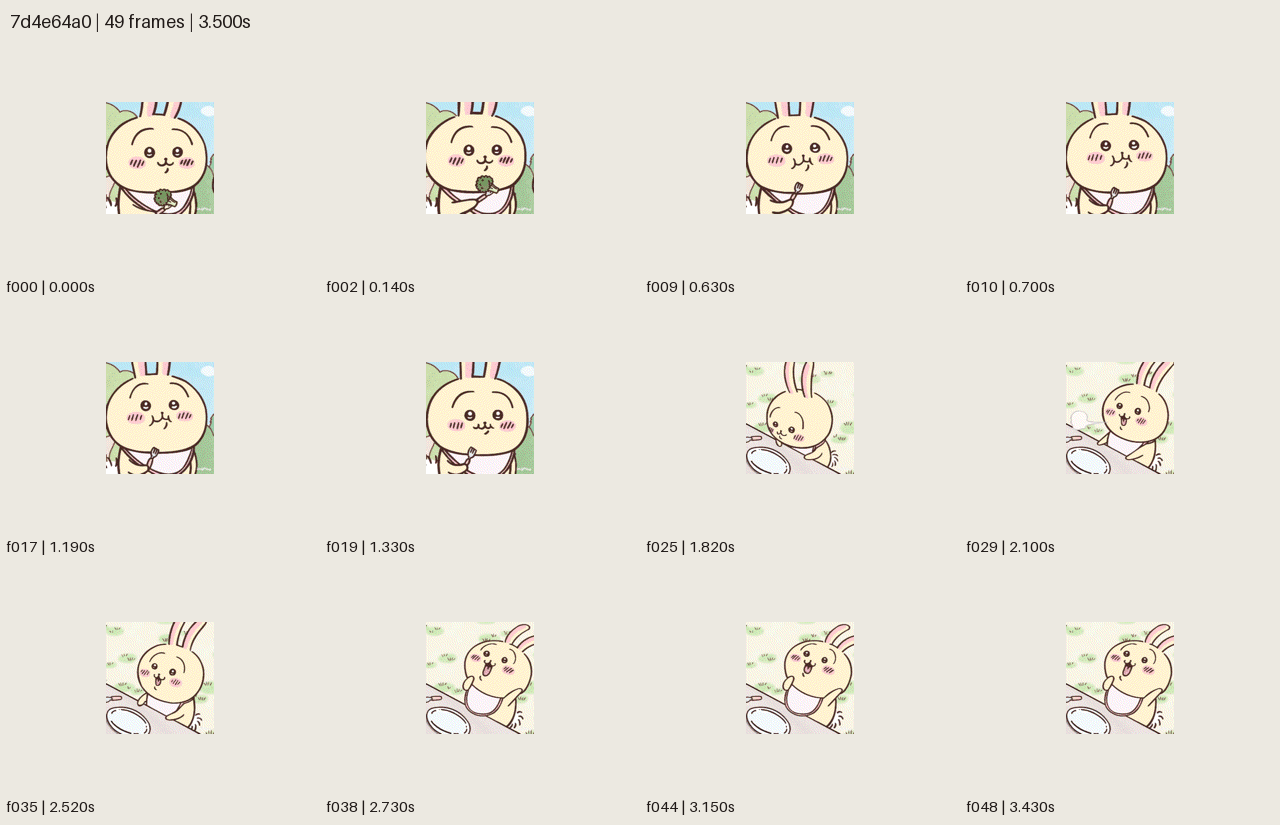 7d4e64a0 | 49 frames | 3.500s
f000 | 0.000s
f002 | 0.140s
f009 | 0.630s
f010 | 0.700s
f017 | 1.190s
f019 | 1.330s
f025 | 1.820s
f029 | 2.100s
f035 | 2.520s
f038 | 2.730s
f044 | 3.150s
f048 | 3.430s